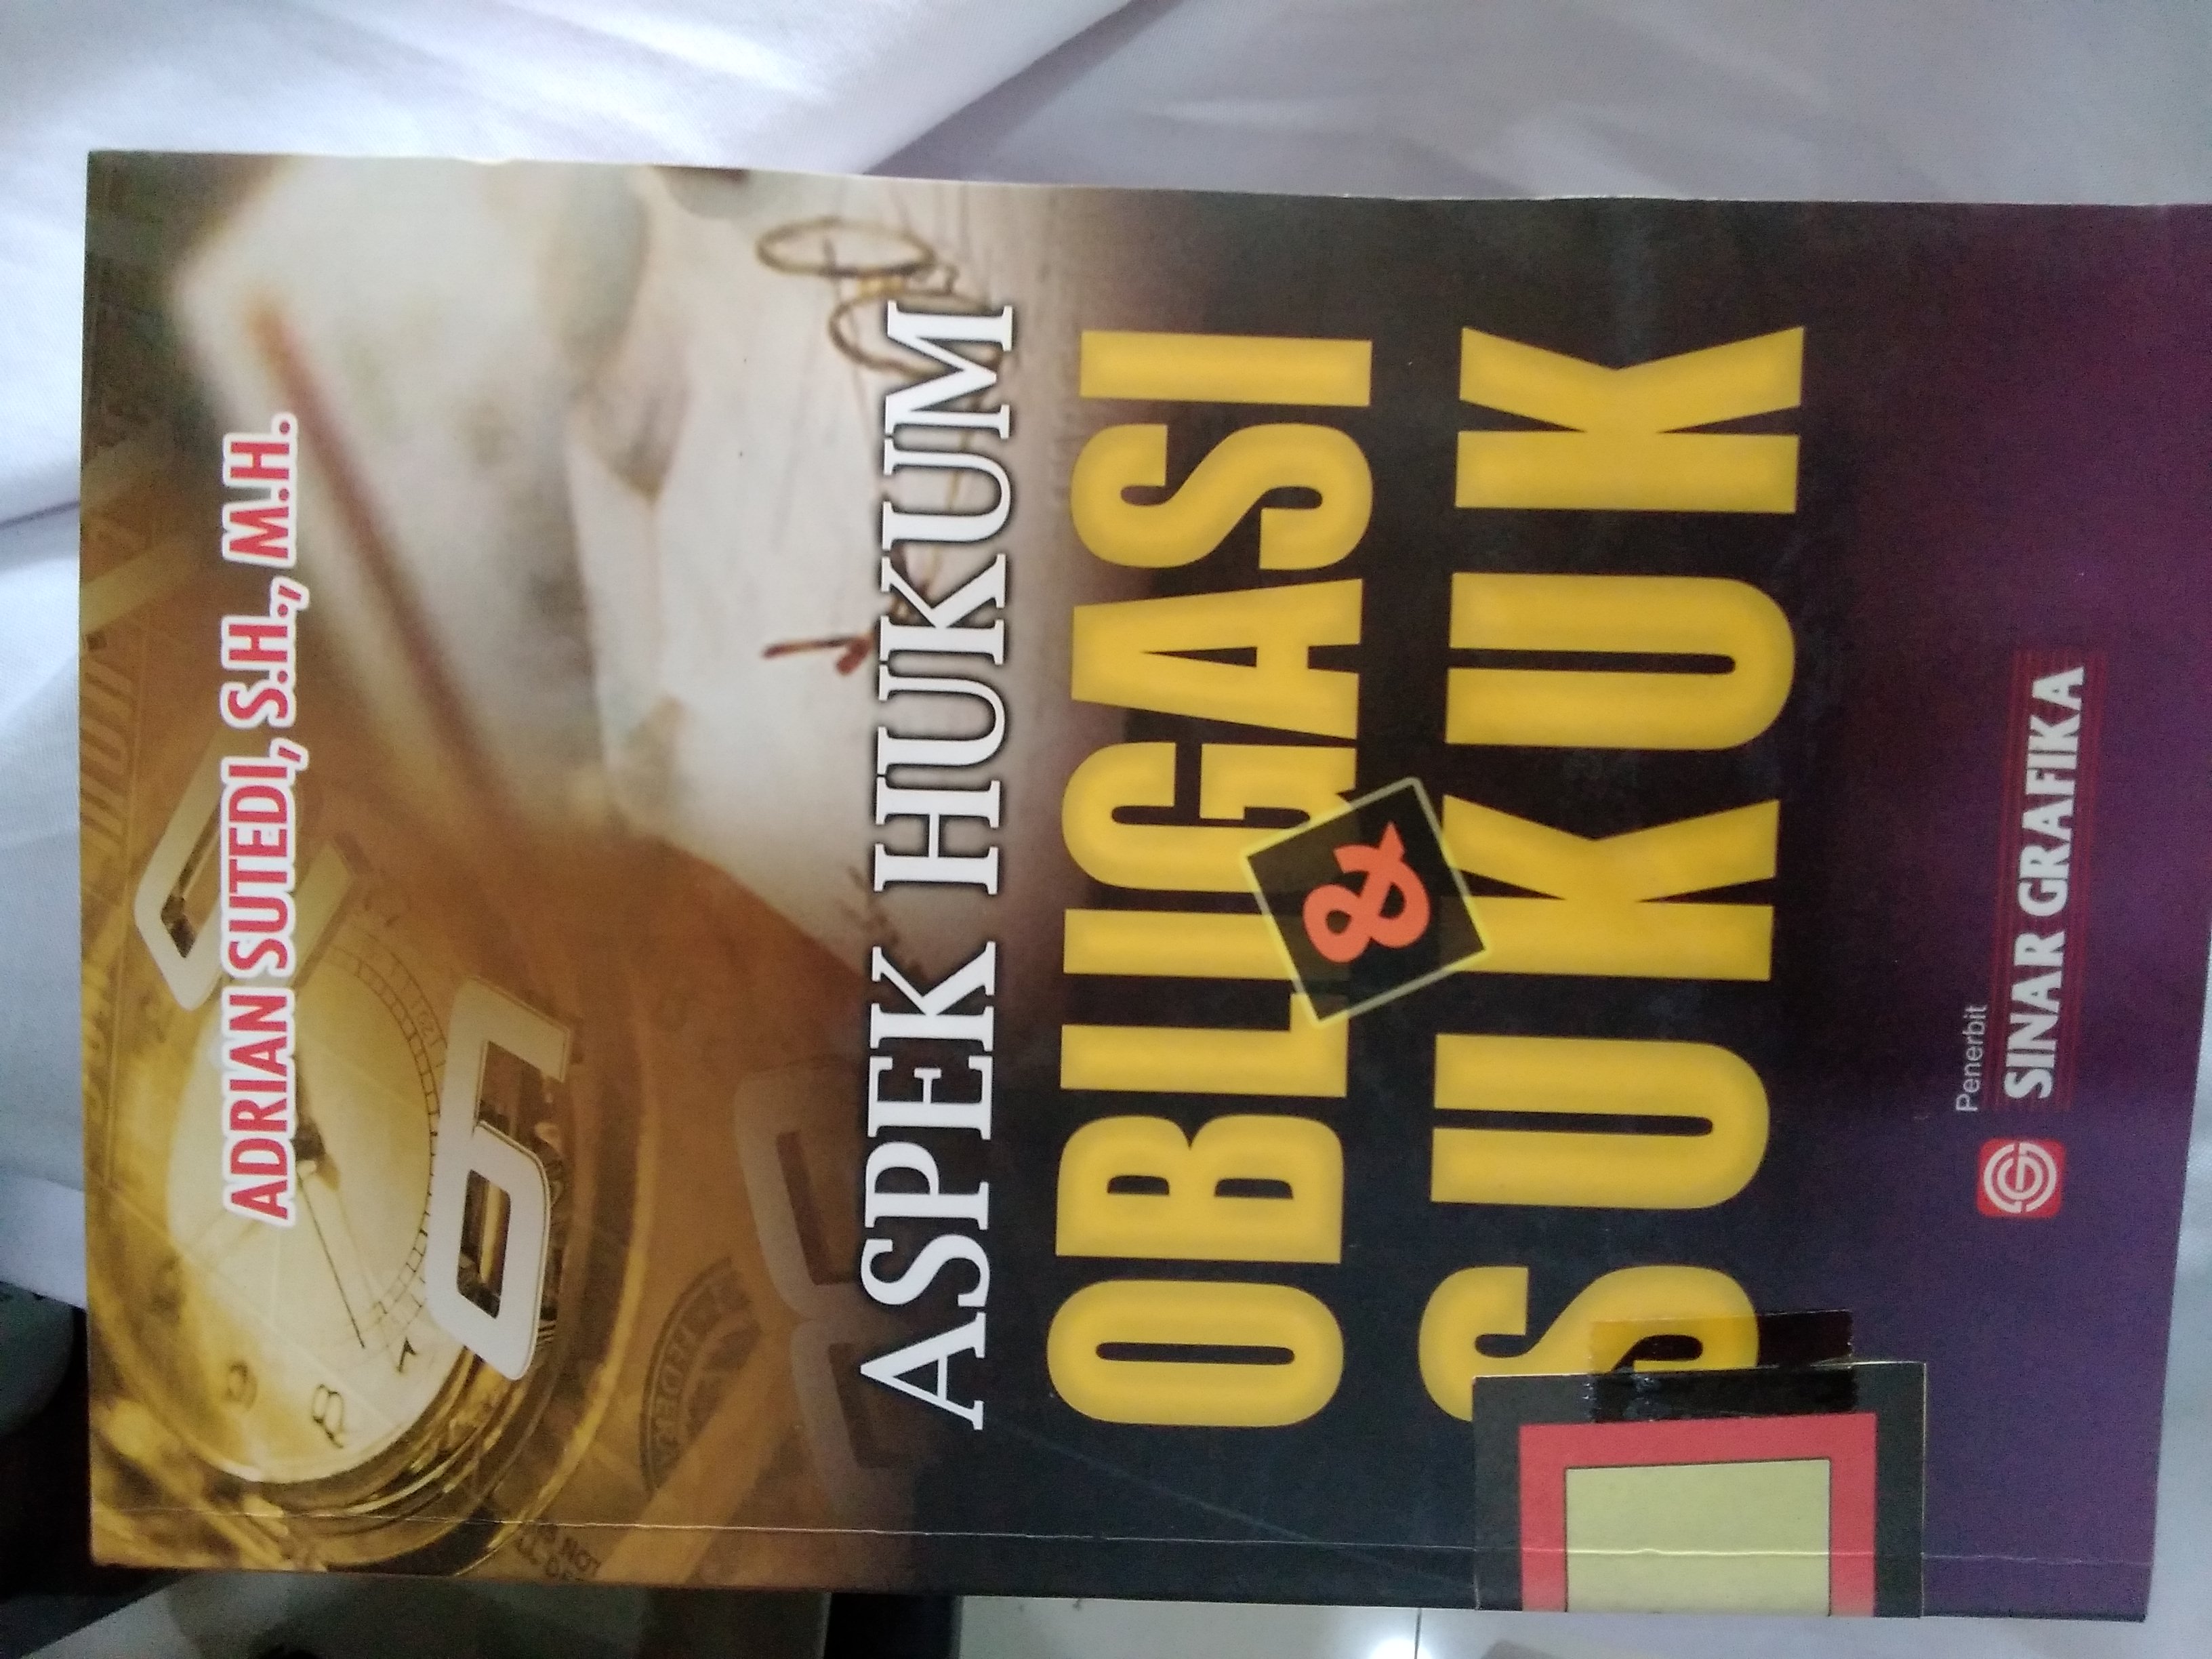 ADRIAN SUTEDI, S.H., M.H.
ASPEK HUKUM
OBLIGASI
&
SUKUK
Penerbit
SINAR GRAFIKA